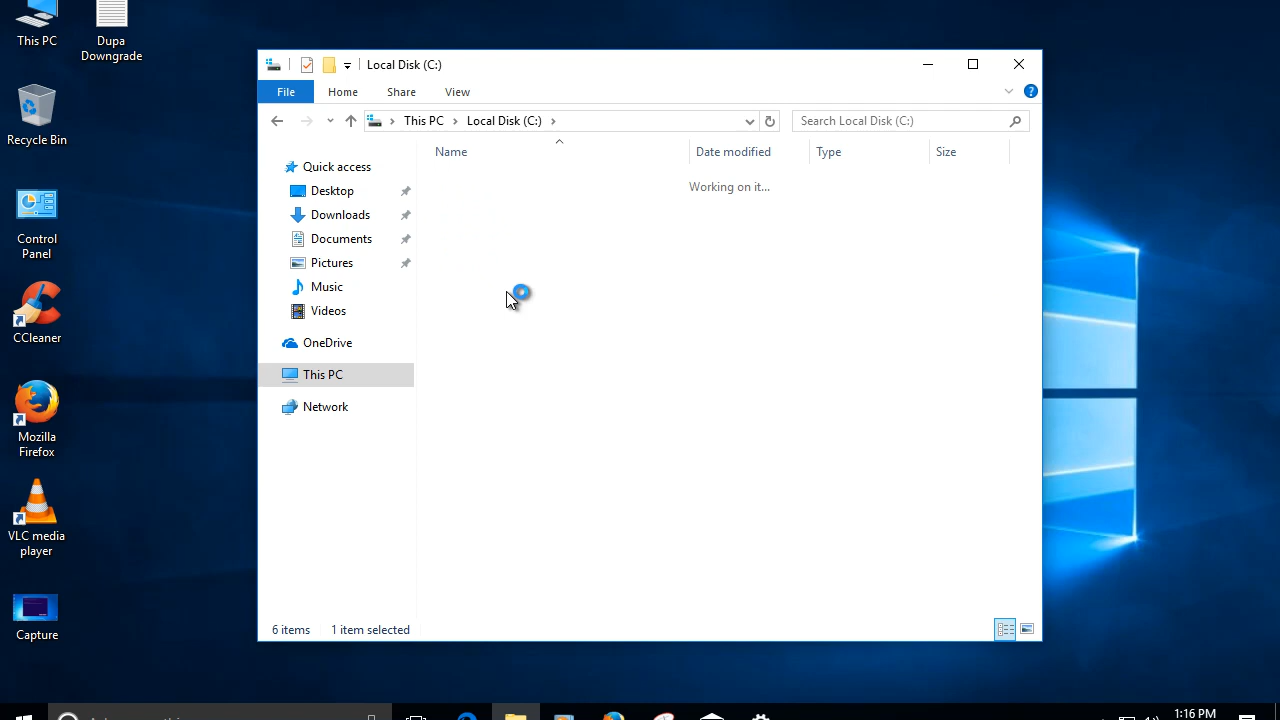 This PC
Dupa
Downgrade
Recycle Bin
Control
Panel
CCleaner
Mozilla
Firefox
VLC media
player
Capture
Local Disk (C:)
File
Home
Share
View
This PC
Local Disk (C:)
Search Local Disk (C:)
Name
Date modified
Type
Size
Working on it...
Quick access
Desktop
Downloads
Documents
Pictures
Music
Videos
OneDrive
This PC
Network
6 items
1 item selected
1:16 PM